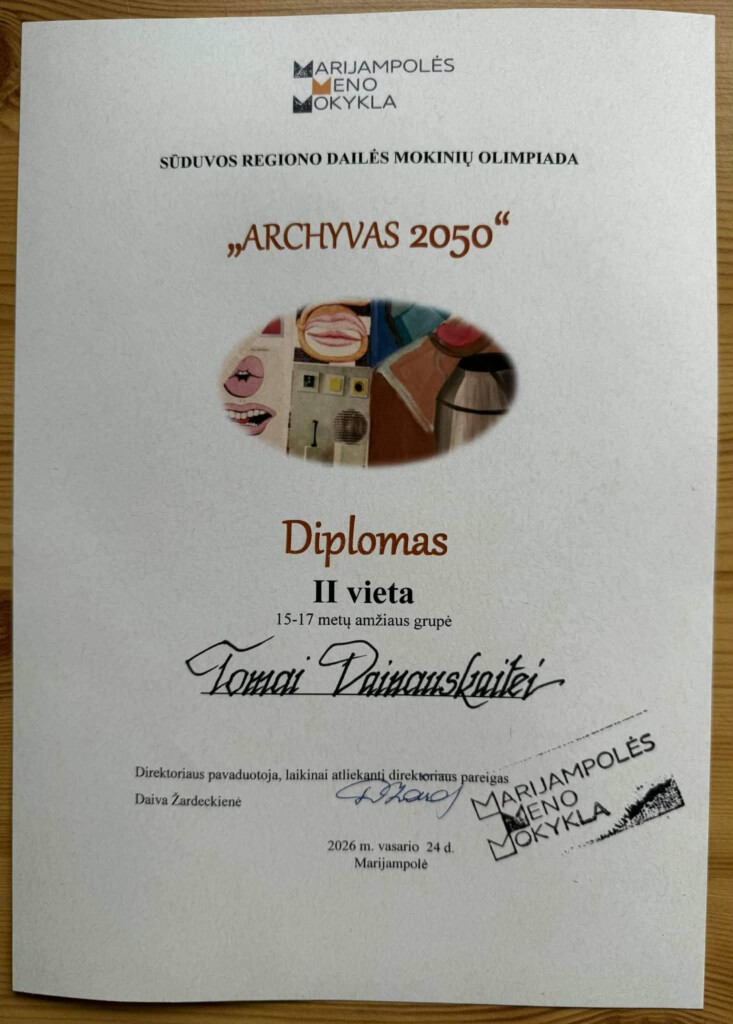 MARIJAMPOLĖS
MENO
MOKYKLA
SŪDUVOS REGIONO DAILĖS MOKINIŲ OLIMPIADA
„ARCHYVAS 2050“
Diplomas
II vieta
15-17 metų amžiaus grupė
Tomai Dainauskaitei
Direktoriaus pavaduotoja, laikinai atliekanti direktoriaus pareigas
Daiva Žardeckienė
MARIJAMPOLĖS
MENO
MOKYKLA
2026 m. vasario 24 d.
Marijampolė